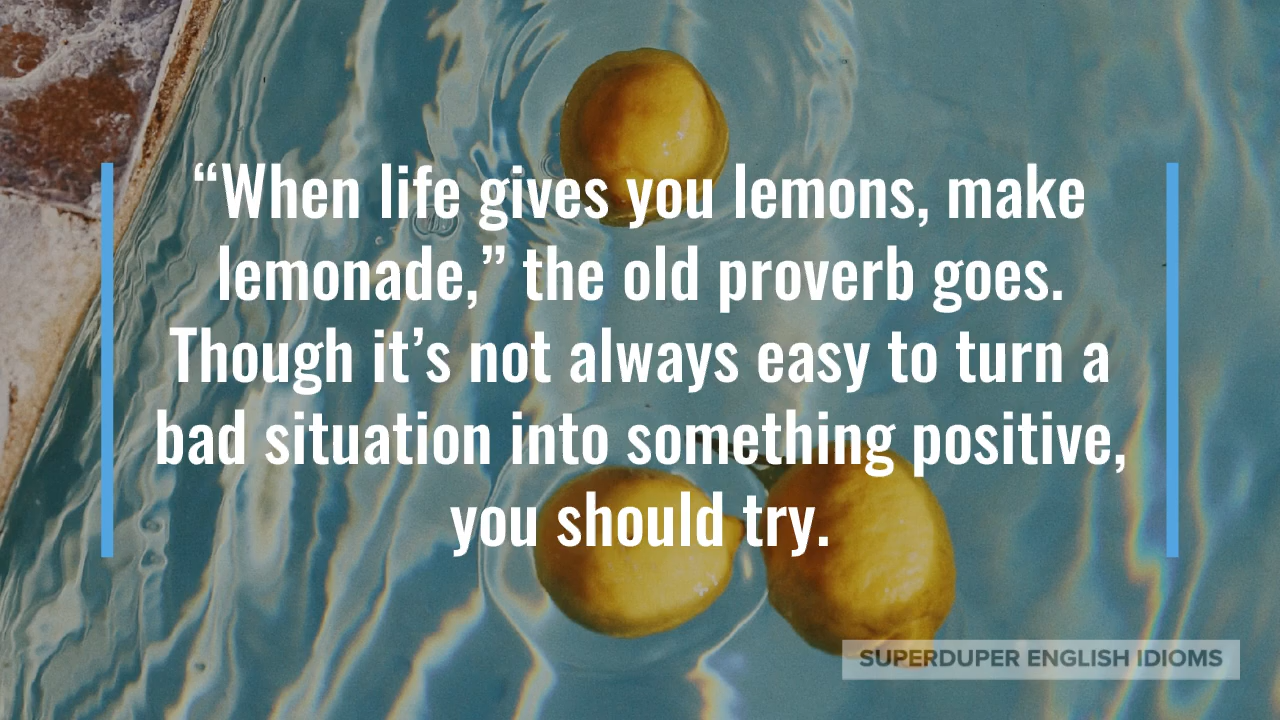 “When life gives you lemons, make
lemonade,” the old proverb goes.
Though it’s not always easy to turn a
bad situation into something positive,
you should try.
SUPERDUPER ENGLISH IDIOMS